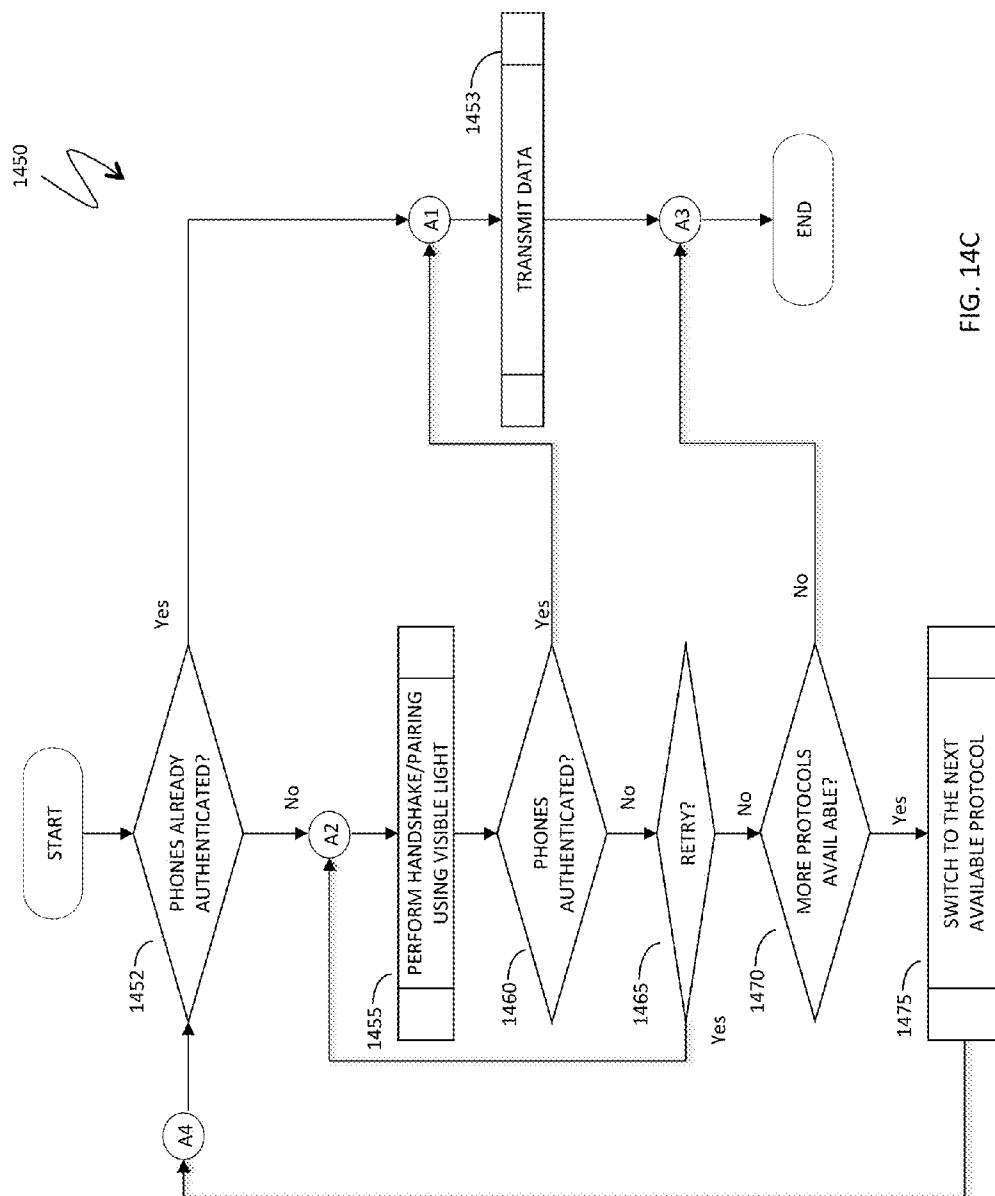 1450
START
1452
PHONES ALREADY
AUTHENTICATED?
Yes
No
A4
A2
A1
1455
PERFORM HANDSHAKE/PAIRING
USING VISIBLE LIGHT
1453
TRANSMIT DATA
1460
PHONES
AUTHENTICATED?
Yes
No
1465
RETRY?
Yes
No
A3
1470
MORE PROTOCOLS
AVAILABLE?
No
Yes
END
1475
SWITCH TO THE NEXT
AVAILABLE PROTOCOL
FIG. 14C